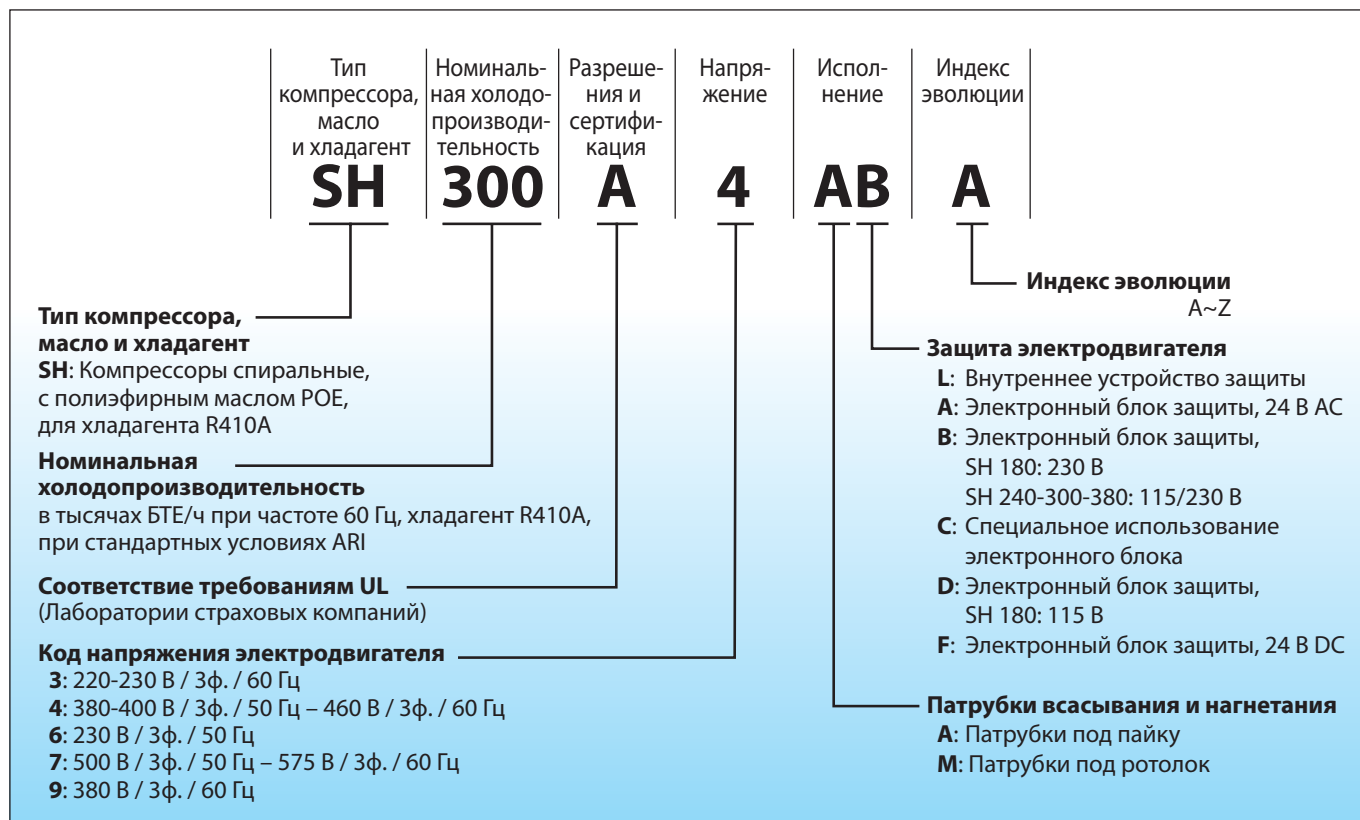 Тип
компрессора,
масло
и хладагент
Номиналь-
ная холодо-
производи-
тельность
Разреше-
ния и
сертифи-
кация
Напря-
жение
Испол-
нение
Индекс
эволюции
SH 300 A 4 AB A
Тип компрессора,
масло и хладагент
SH: Компрессоры спиральные,
с полиэфирным маслом POE,
для хладагента R410A
Номинальная
холодопроизводительность
в тысячах БТЕ/ч при частоте 60 Гц, хладагент R410A,
при стандартных условиях ARI
Соответствие требованиям UL
(Лаборатории страховых компаний)
Код напряжения электродвигателя
3: 220-230 В / 3ф. / 60 Гц
4: 380-400 В / 3ф. / 50 Гц – 460 В / 3ф. / 60 Гц
6: 230 В / 3ф. / 50 Гц
7: 500 В / 3ф. / 50 Гц – 575 В / 3ф. / 60 Гц
9: 380 В / 3ф. / 60 Гц
Индекс эволюции
A~Z
Защита электродвигателя
L: Внутреннее устройство защиты
A: Электронный блок защиты, 24 В AC
B: Электронный блок защиты,
SH 180: 230 В
SH 240-300-380: 115/230 В
C: Специальное использование
электронного блока
D: Электронный блок защиты,
SH 180: 115 В
F: Электронный блок защиты, 24 В DC
Патрубки всасывания и нагнетания
A: Патрубки под пайку
M: Патрубки под ротолок